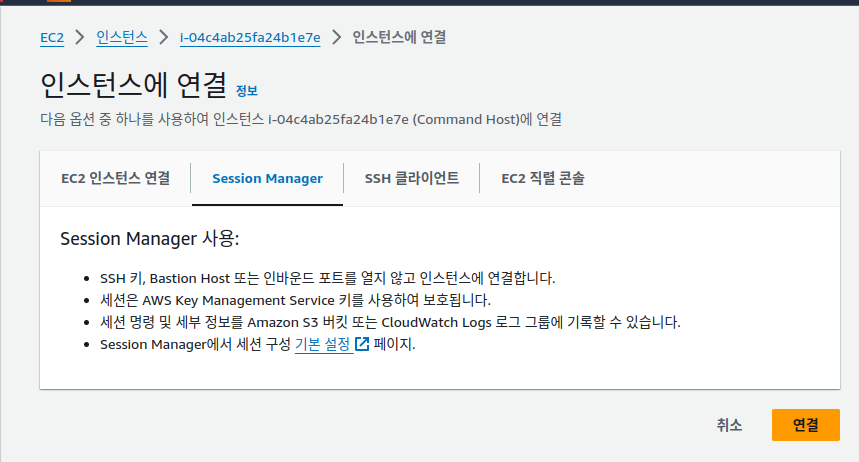 EC2 > 인스턴스 > i-04c4ab25fa24b1e7e > 인스턴스에 연결
인스턴스에 연결 정보
다음 옵션 중 하나를 사용하여 인스턴스 i-04c4ab25fa24b1e7e (Command Host)에 연결
EC2 인스턴스 연결 Session Manager SSH 클라이언트 EC2 직렬 콘솔
Session Manager 사용:
• SSH 키, Bastion Host 또는 인바운드 포트를 열지 않고 인스턴스에 연결합니다.
• 세션은 AWS Key Management Service 키를 사용하여 보호됩니다.
• 세션 명령 및 세부 정보를 Amazon S3 버킷 또는 CloudWatch Logs 로그 그룹에 기록할 수 있습니다.
• Session Manager에서 세션 구성 기본 설정 페이지.
취소 연결